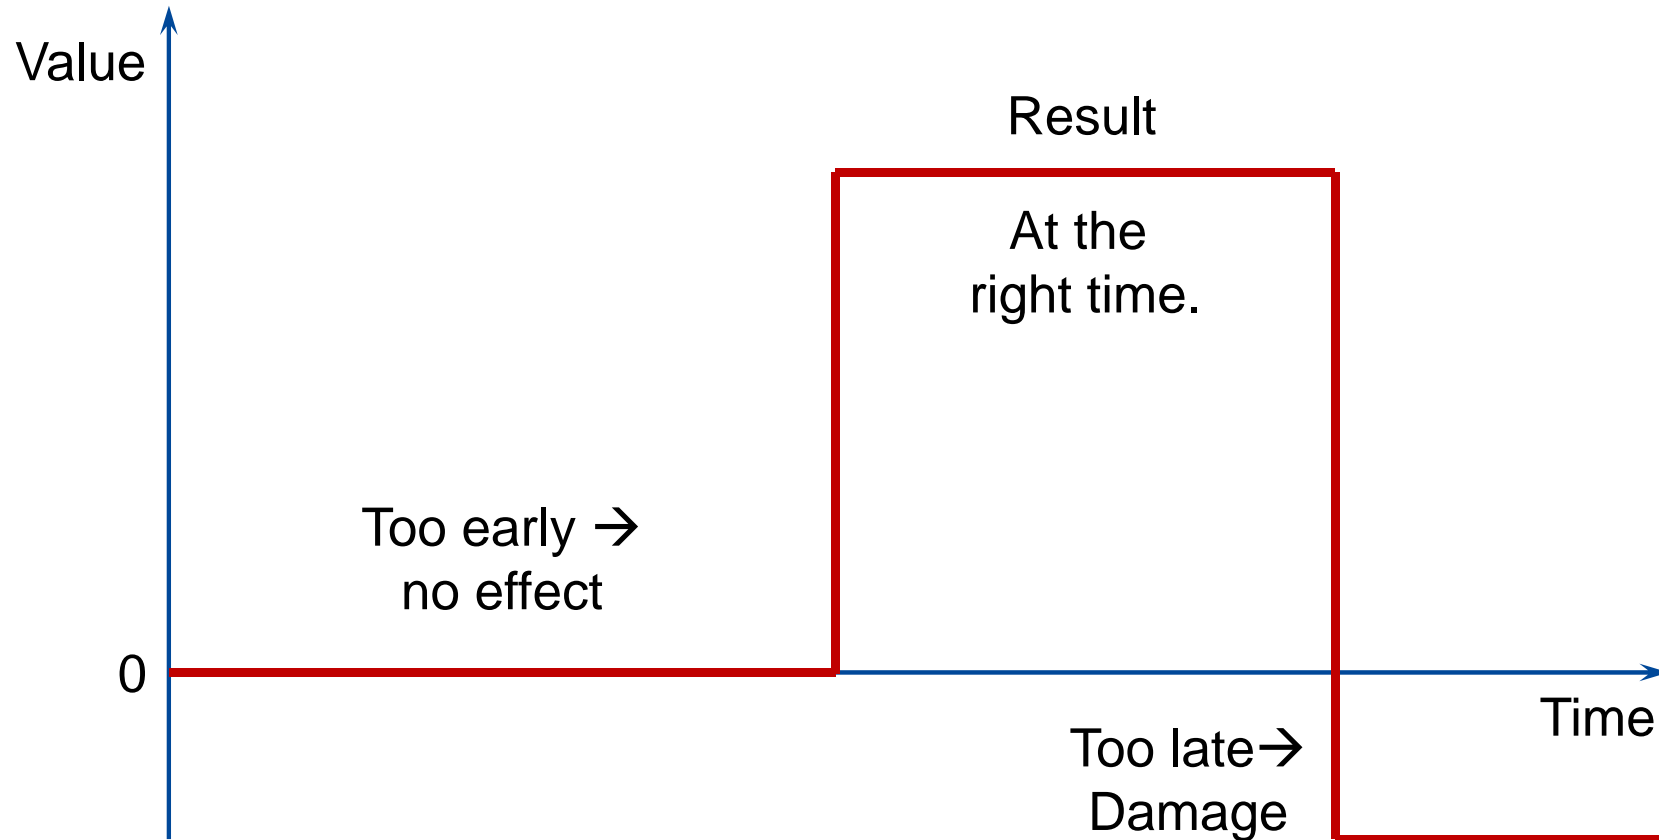 Value
Result
At the
right time.
Too early →
no effect
0
Time
Too late→
Damage